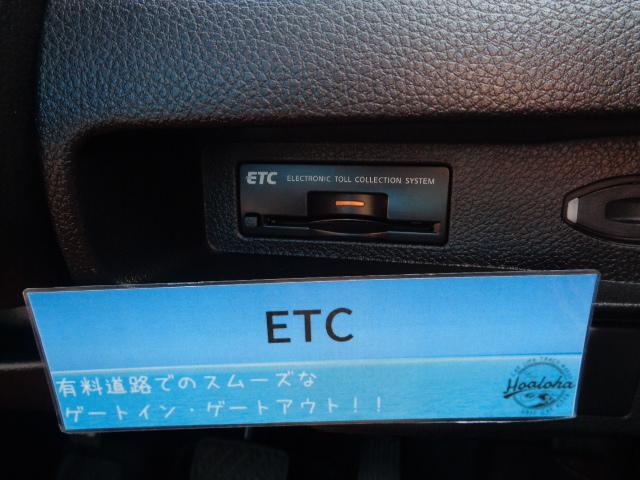 ETC ELECTRONIC TOLL COLLECTION SYSTEM
ETC
有料道路でのスムーズな
ゲートイン・ゲートアウト！！
Hoaloha